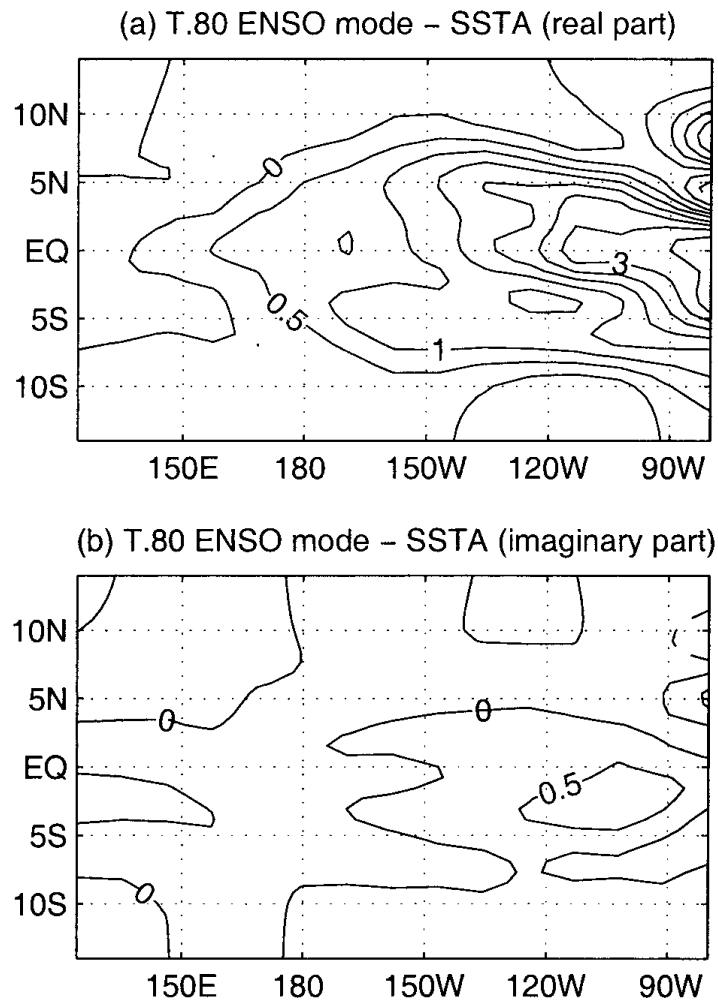 (a) T.80 ENSO mode – SSTA (real part)
10N
5N
EQ
5S
10S
0
0.5
1
3
150E 180 150W 120W 90W
(b) T.80 ENSO mode – SSTA (imaginary part)
10N
5N
EQ
5S
10S
0
0
0.5
0
150E 180 150W 120W 90W